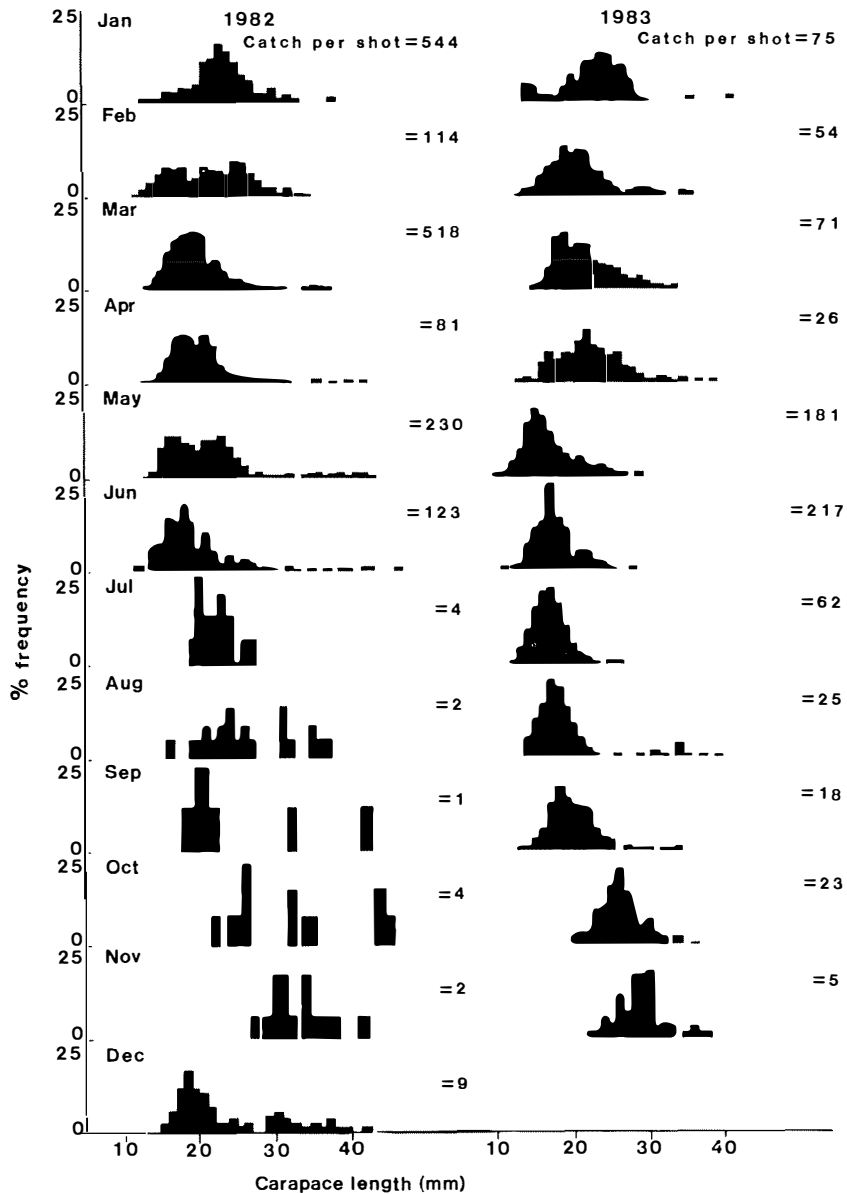 1982 1983
Jan
Catch per shot=544 Catch per shot=75
25
0
Feb
25
=114 =54
0
Mar
25
=518 =71
0
Apr
25
=81 =26
0
May
25
=230 =181
0
Jun
25
=123 =217
0
Jul
25
=4 =62
0
Aug
25
=2 =25
0
Sep
25
=1 =18
0
Oct
25
=4 =23
0
Nov
25
=2 =5
0
Dec
25
=9
0
10 20 30 40 10 20 30 40
Carapace length (mm)
% frequency